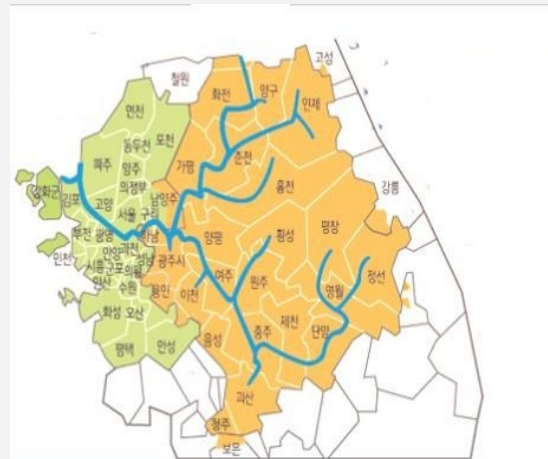 고성
철원
화천
양구
인제
연천
포천
동두천
파주
양주
가평
춘천
의정부
홍천
강릉
강화군
김포
고양
남양주
서울
구리
부천
광명
하남
양평
횡성
평창
인천
안양
과천
성남
광주시
시흥
군포
의왕
여주
원주
정선
안산
수원
용인
이천
영월
화성
오산
음성
충주
제천
단양
평택
안성
괴산
청주
보은